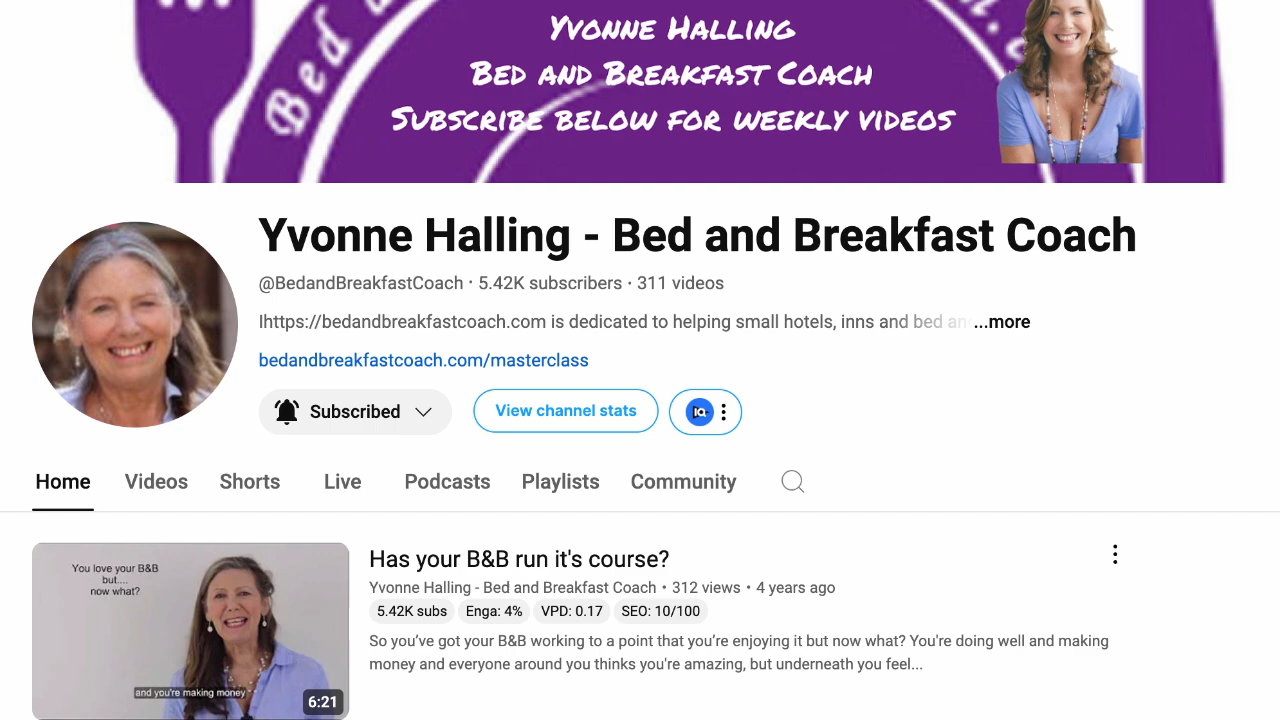 Bed
YVONNE HALLING
BED AND BREAKFAST COACH
SUBSCRIBE BELOW FOR WEEKLY VIDEOS
Yvonne Halling - Bed and Breakfast Coach
@BedandBreakfastCoach · 5.42K subscribers · 311 videos
Ihttps://bedandbreakfastcoach.com is dedicated to helping small hotels, inns and bed an ...more
bedandbreakfastcoach.com/masterclass
Subscribed
View channel stats
Home Videos Shorts Live Podcasts Playlists Community
You love your B&B
but....
now what?
and you're making money
6:21
Has your B&B run it's course?
Yvonne Halling - Bed and Breakfast Coach • 312 views • 4 years ago
5.42K subs Enga: 4% VPD: 0.17 SEO: 10/100
So you’ve got your B&B working to a point that you’re enjoying it but now what? You're doing well and making
money and everyone around you thinks you're amazing, but underneath you feel...